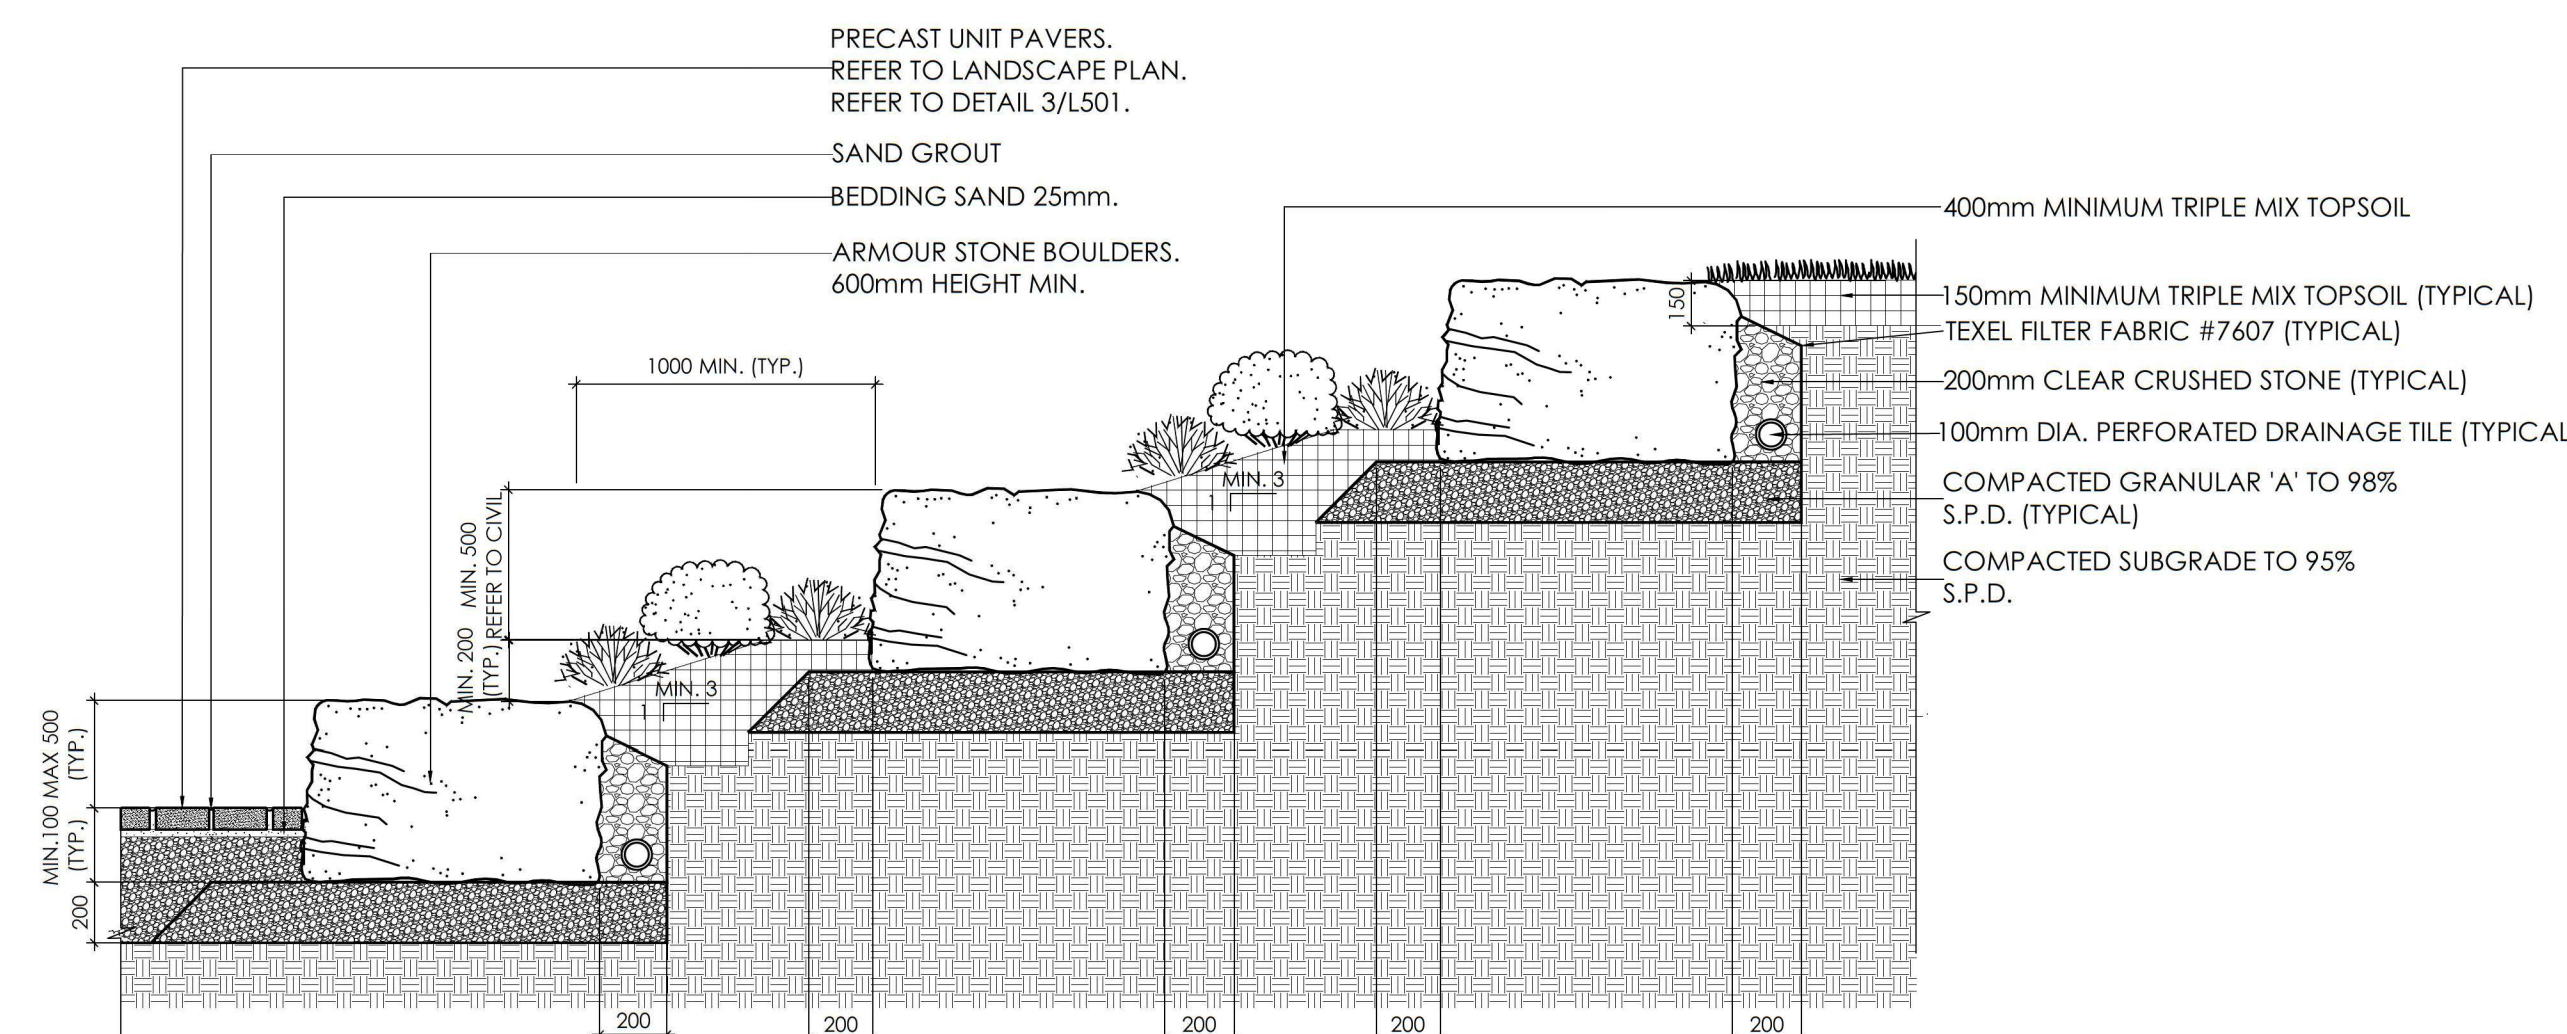 PRECAST UNIT PAVERS.
REFER TO LANDSCAPE PLAN.
REFER TO DETAIL 3/L501.
SAND GROUT
BEDDING SAND 25mm.
ARMOUR STONE BOULDERS.
600mm HEIGHT MIN.
400mm MINIMUM TRIPLE MIX TOPSOIL
150mm MINIMUM TRIPLE MIX TOPSOIL (TYPICAL)
TEXEL FILTER FABRIC #7607 (TYPICAL)
200mm CLEAR CRUSHED STONE (TYPICAL)
100mm DIA. PERFORATED DRAINAGE TILE (TYPICAL
COMPACTED GRANULAR 'A' TO 98%
S.P.D. (TYPICAL)
COMPACTED SUBGRADE TO 95%
S.P.D.
150
1000 MIN. (TYP.)
MIN. 3
1
MIN. 500
REFER TO CIVIL
MIN. 200
(TYP.)
MIN. 3
1
MAX 500
(TYP.)
MIN.100
(TYP.)
200
200
200
200
200
200